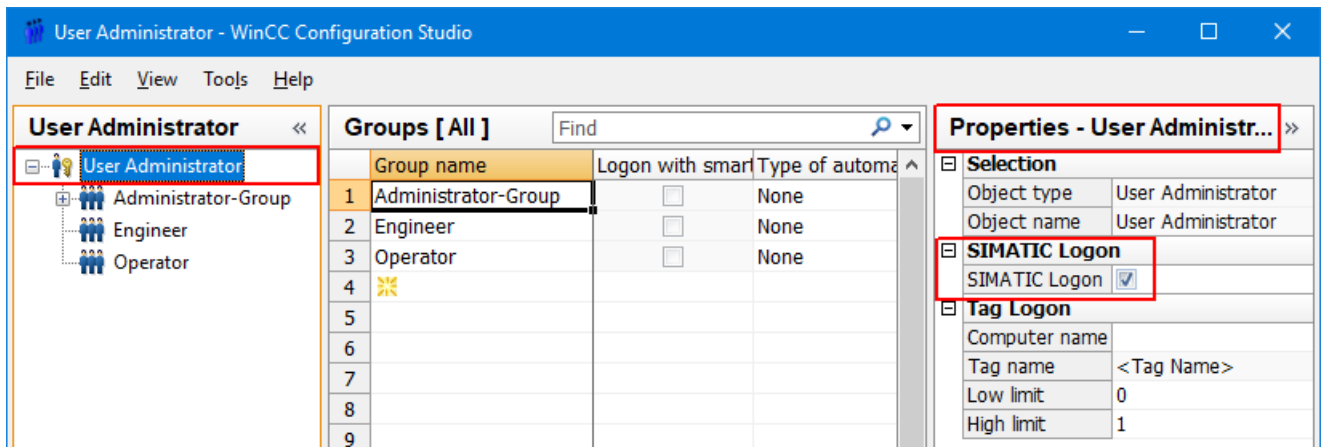 User Administrator - WinCC Configuration Studio
File Edit View Tools Help
User Administrator «
User Administrator
Administrator-Group
Engineer
Operator
Groups [ All ] Find
Group name Logon with smart Type of automa
1 Administrator-Group None
2 Engineer None
3 Operator None
4
5
6
7
8
9
Properties - User Administr... »
Selection
Object type User Administrator
Object name User Administrator
SIMATIC Logon
SIMATIC Logon
Tag Logon
Computer name
Tag name <Tag Name>
Low limit 0
High limit 1